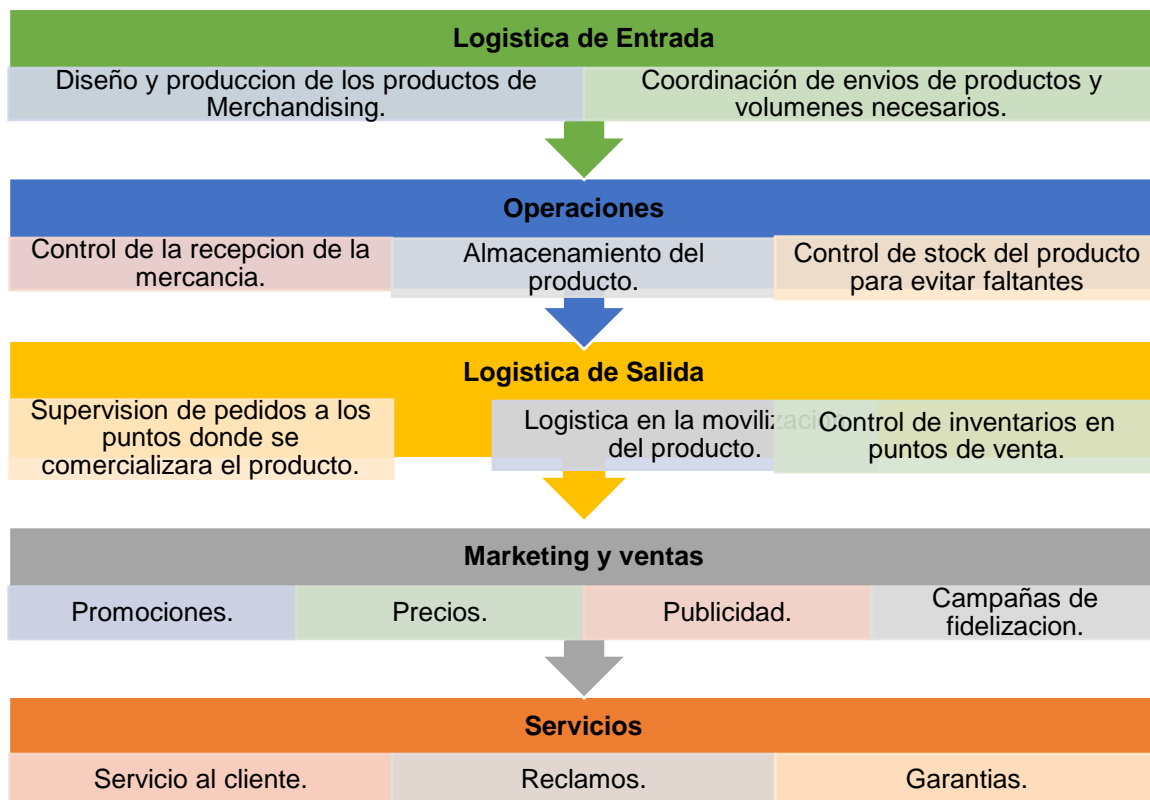 Logistica de Entrada
Diseño y produccion de los productos de
Merchandising.
Coordinación de envios de productos y
volumenes necesarios.
Operaciones
Control de la recepcion de la
mercancia.
Almacenamiento del
producto.
Control de stock del producto
para evitar faltantes
Logistica de Salida
Supervision de pedidos a los
puntos donde se
comercializara el producto.
Logistica en la movilizacion
del producto.
Control de inventarios en
puntos de venta.
Marketing y ventas
Promociones.
Precios.
Publicidad.
Campañas de
fidelizacion.
Servicios
Servicio al cliente.
Reclamos.
Garantias.